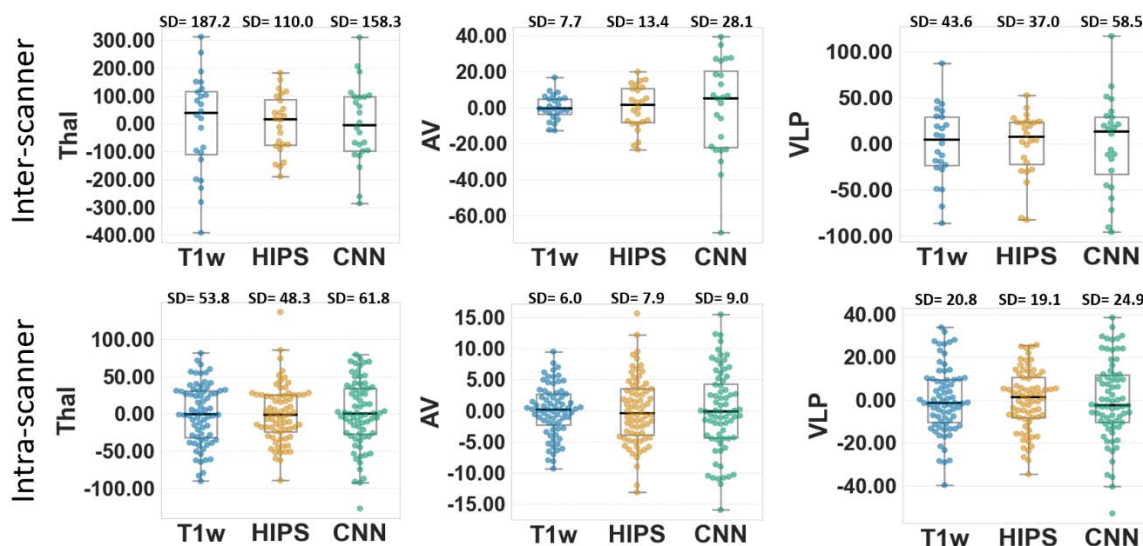 Inter-scanner
SD= 187.2 SD= 110.0 SD= 158.3
Thal
300.00
200.00
100.00
0.00
-100.00
-200.00
-300.00
-400.00
T1w HIPS CNN
SD= 7.7 SD= 13.4 SD= 28.1
AV
40.00
20.00
0.00
-20.00
-40.00
-60.00
T1w HIPS CNN
SD= 43.6 SD= 37.0 SD= 58.5
VLP
100.00
50.00
0.00
-50.00
-100.00
T1w HIPS CNN
Intra-scanner
SD= 53.8 SD= 48.3 SD= 61.8
Thal
100.00
50.00
0.00
-50.00
-100.00
T1w HIPS CNN
SD= 6.0 SD= 7.9 SD= 9.0
AV
15.00
10.00
5.00
0.00
-5.00
-10.00
-15.00
T1w HIPS CNN
SD= 20.8 SD= 19.1 SD= 24.9
VLP
40.00
20.00
0.00
-20.00
-40.00
T1w HIPS CNN